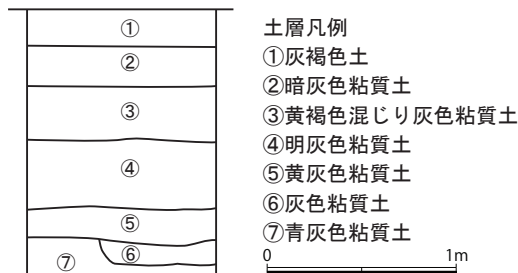 ①
②
③
④
⑤
⑥
⑦
土層凡例
①灰褐色土
②暗灰色粘質土
③黄褐色混じり灰色粘質土
④明灰色粘質土
⑤黄灰色粘質土
⑥灰色粘質土
⑦青灰色粘質土
0 1m